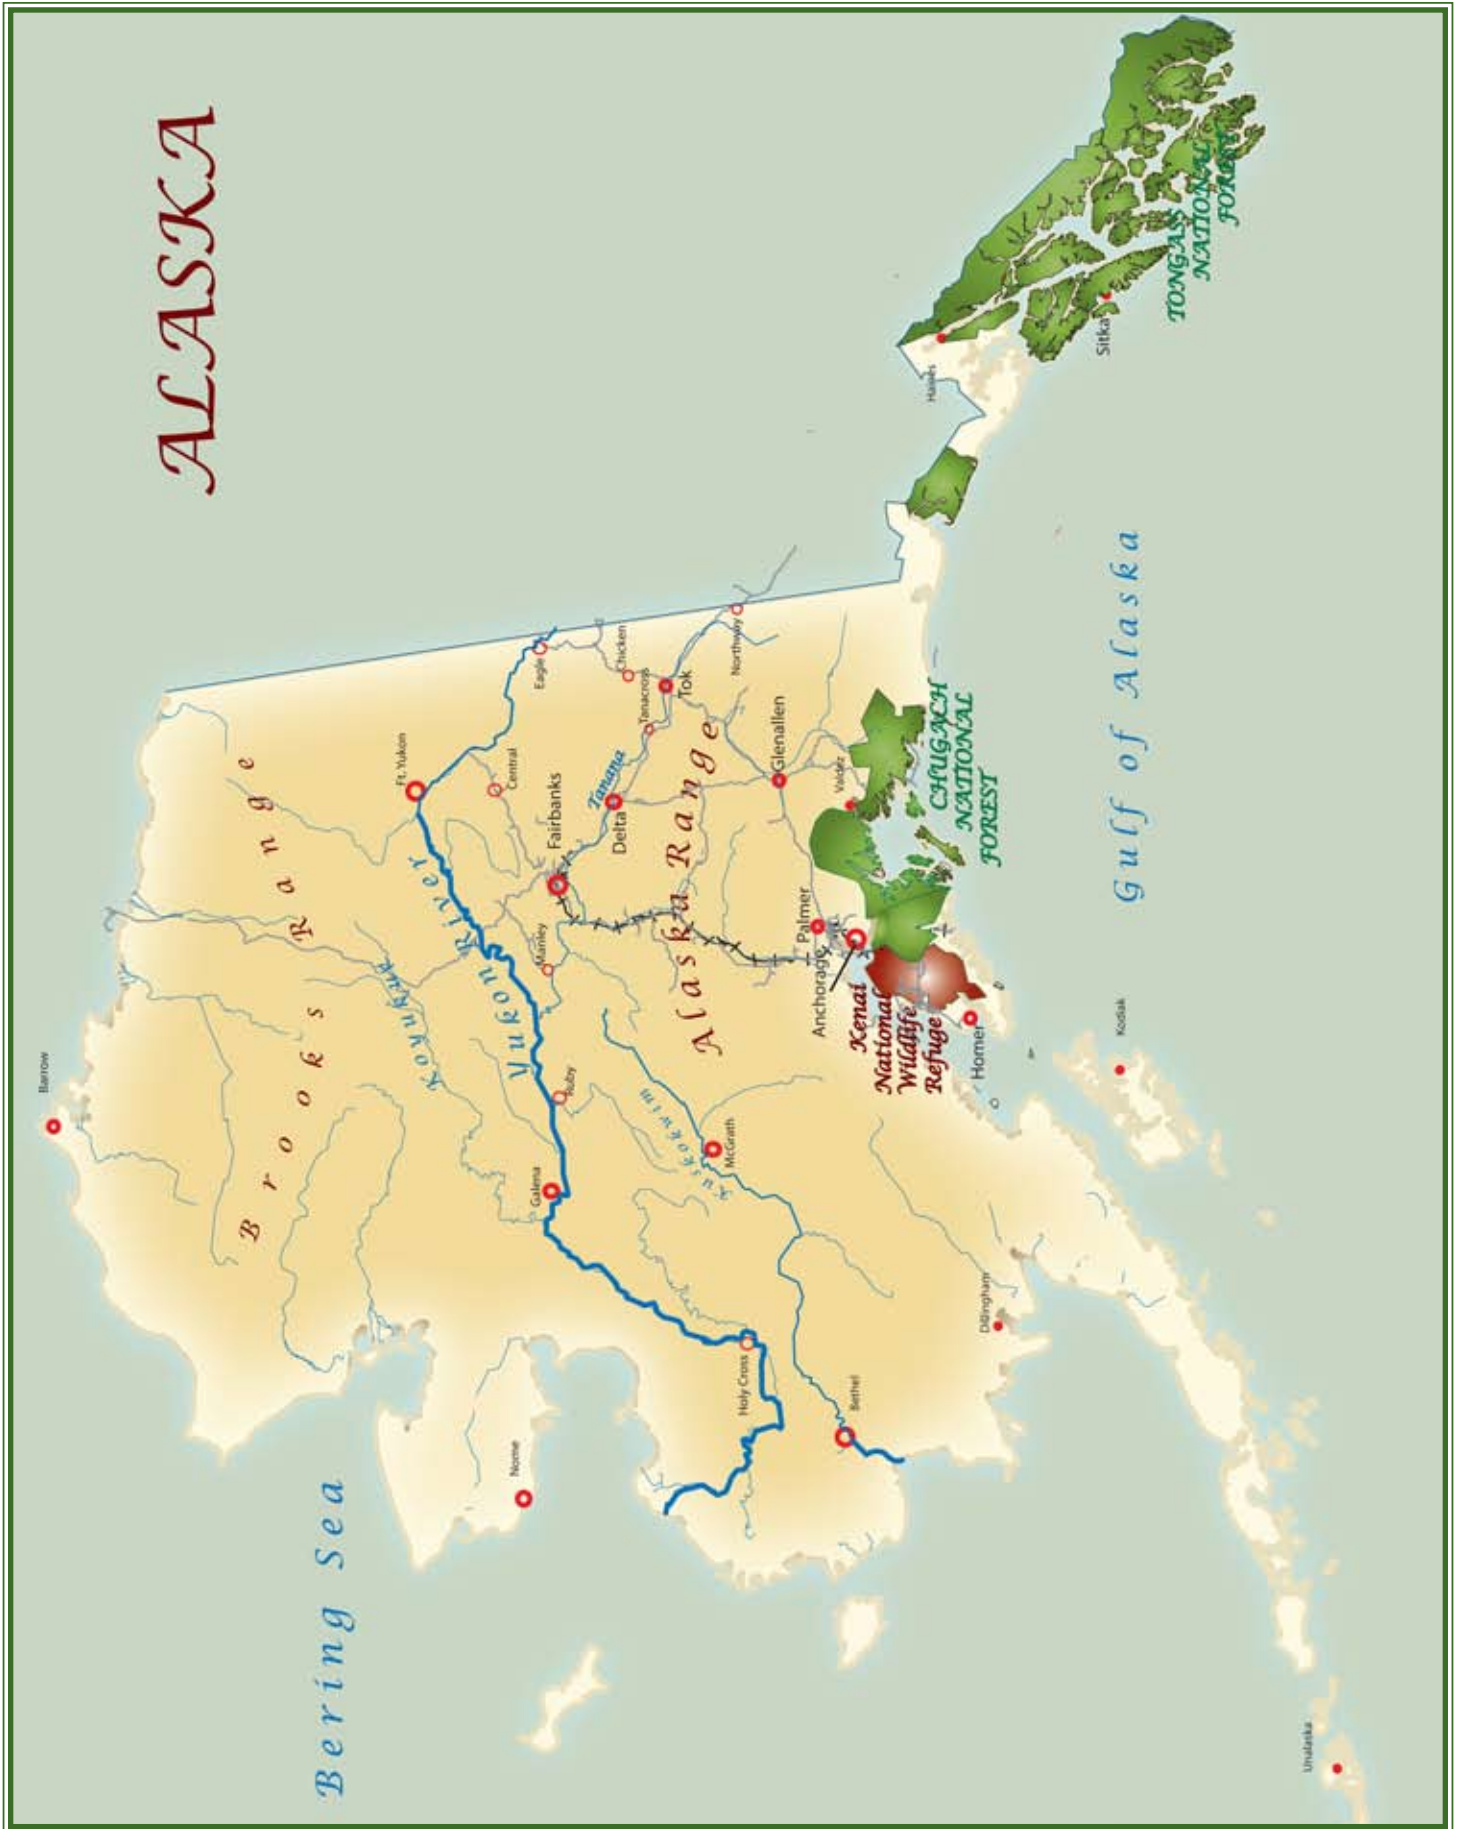 ALASKA
Barrow
Brooks Range
Ft. Yukon
Koyukuk
Yukon River
Eagle
Central
Chicken
Fairbanks
Tanana
Tanacross
Tok
Northway
Delta
Manley
Ruby
Galena
Alaska Range
Glenallen
Kuskokwim
McGrath
Valdez
Palmer
Anchorage
CHUGACH
NATIONAL
FOREST
Kenai
National
Wildlife
Refuge
Homer
Kodiak
Haines
Sitka
TONGASS
NATIONAL
FOREST
Gulf of Alaska
Bering Sea
Nome
Holy Cross
Bethel
Dillingham
Unalaska